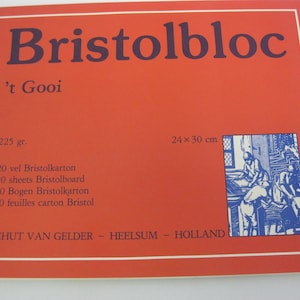 Bristolbloc
't Gooi
225 gr.
24 × 30 cm
20 vel Bristolkarton
20 sheets Bristolboard
20 Bogen Bristolkarton
20 feuilles carton Bristol
SCHUT VAN GELDER – HEELSUM – HOLLAND